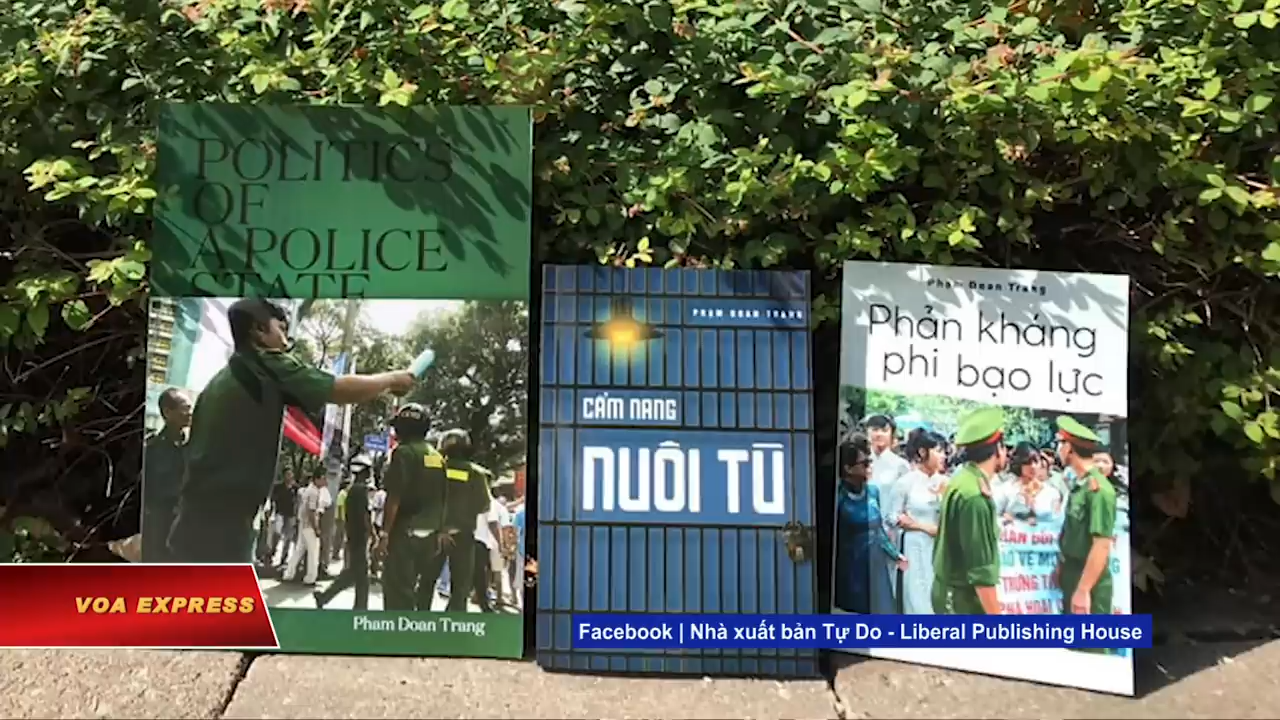 POLITICS
OF
A POLICE
STATE
Pham Doan Trang
PHAM DOAN TRANG
CẨM NANG
NUÔI TÙ
Pham Doan Trang
Phản kháng
phi bạo lực
VOA EXPRESS
Facebook | Nhà xuất bản Tự Do - Liberal Publishing House